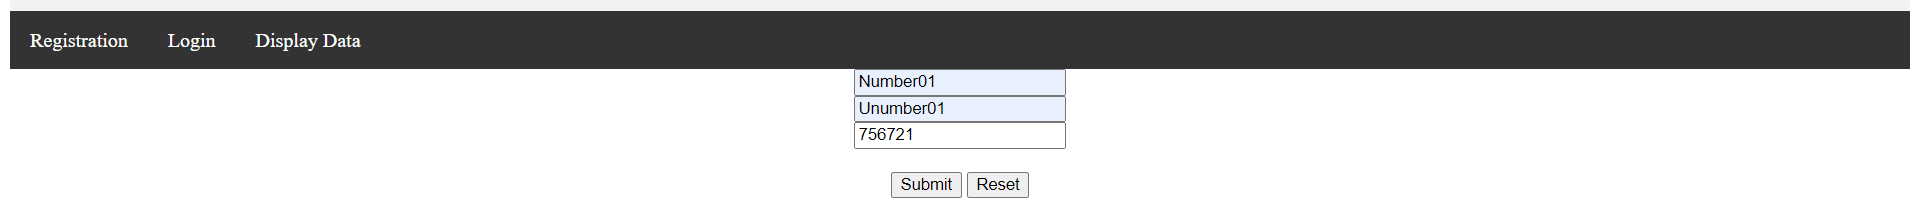 Registration Login Display Data
Number01
Unumber01
756721
Submit Reset